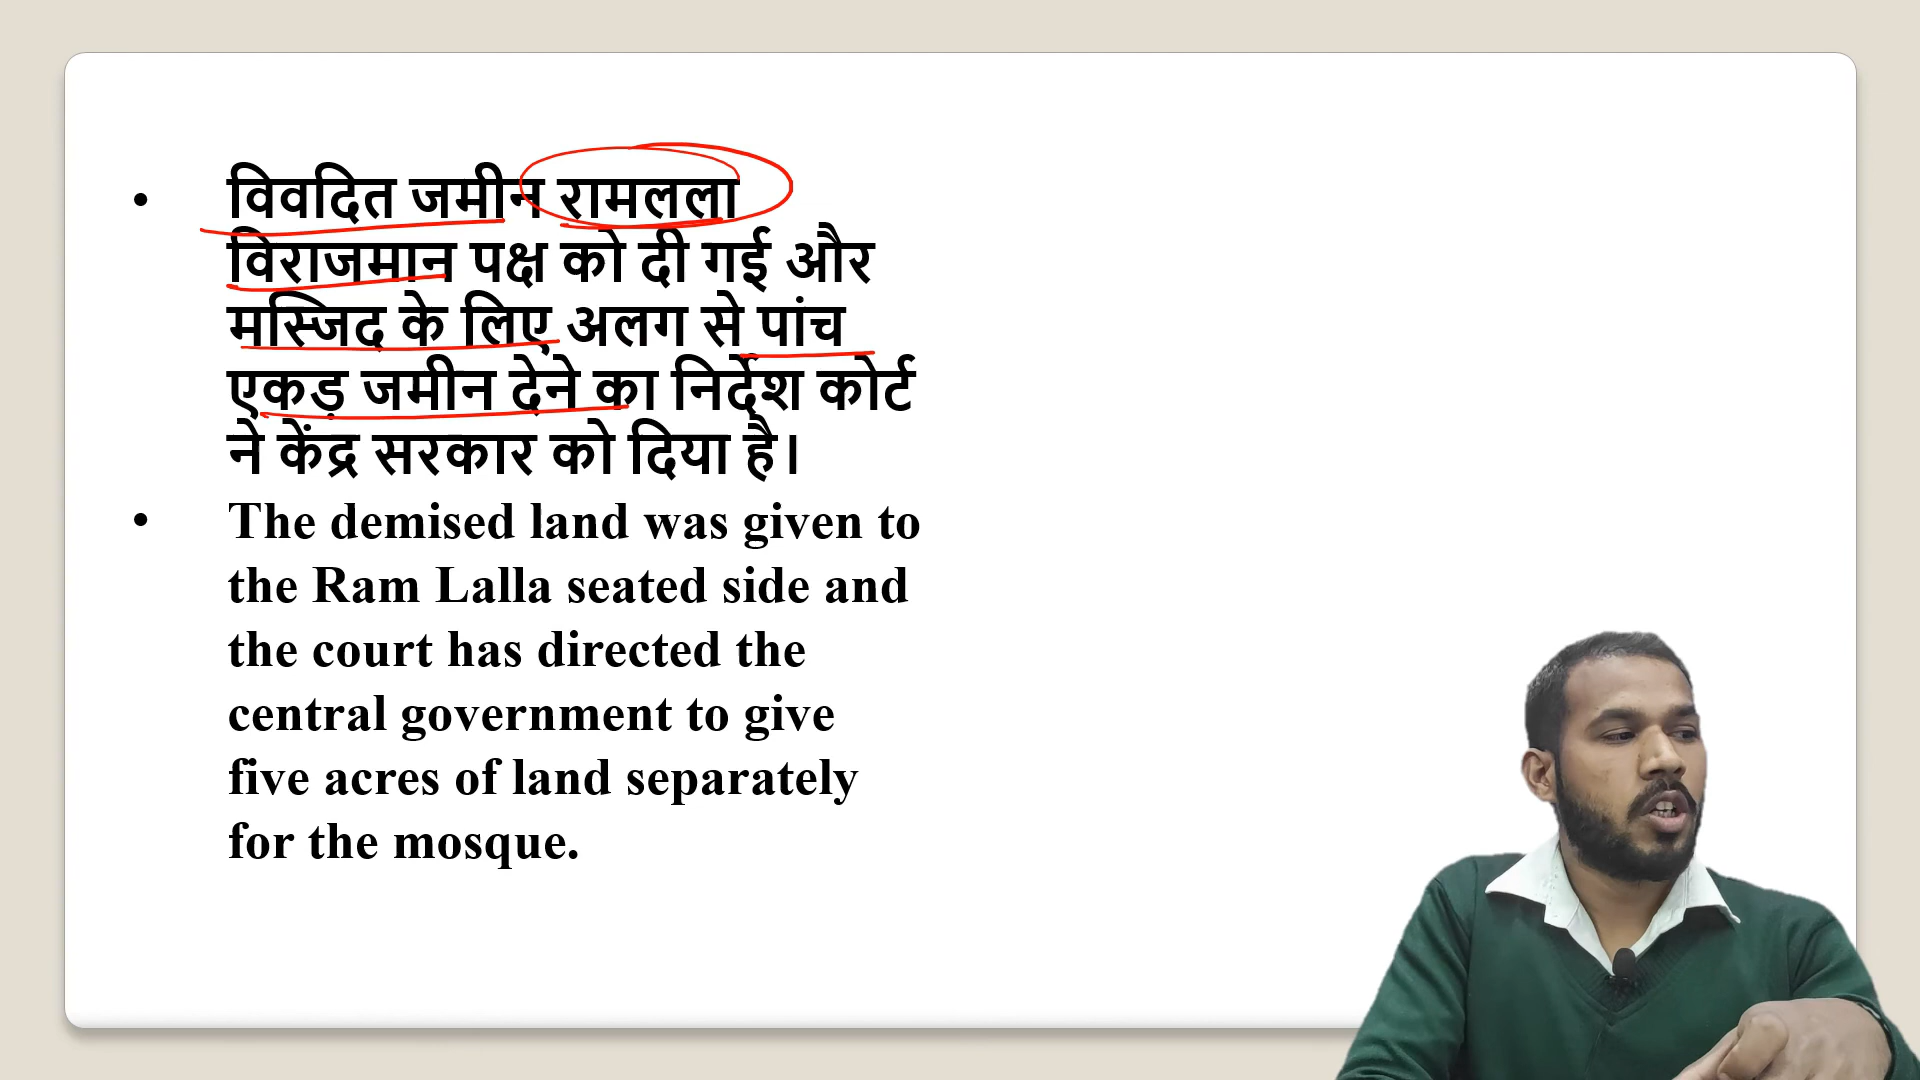 • विवदित जमीन रामलला
विराजमान पक्ष को दी गई और
मस्जिद के लिए अलग से पांच
एकड़ जमीन देने का निर्देश कोर्ट
ने केंद्र सरकार को दिया है।
• The demised land was given to
the Ram Lalla seated side and
the court has directed the
central government to give
five acres of land separately
for the mosque.